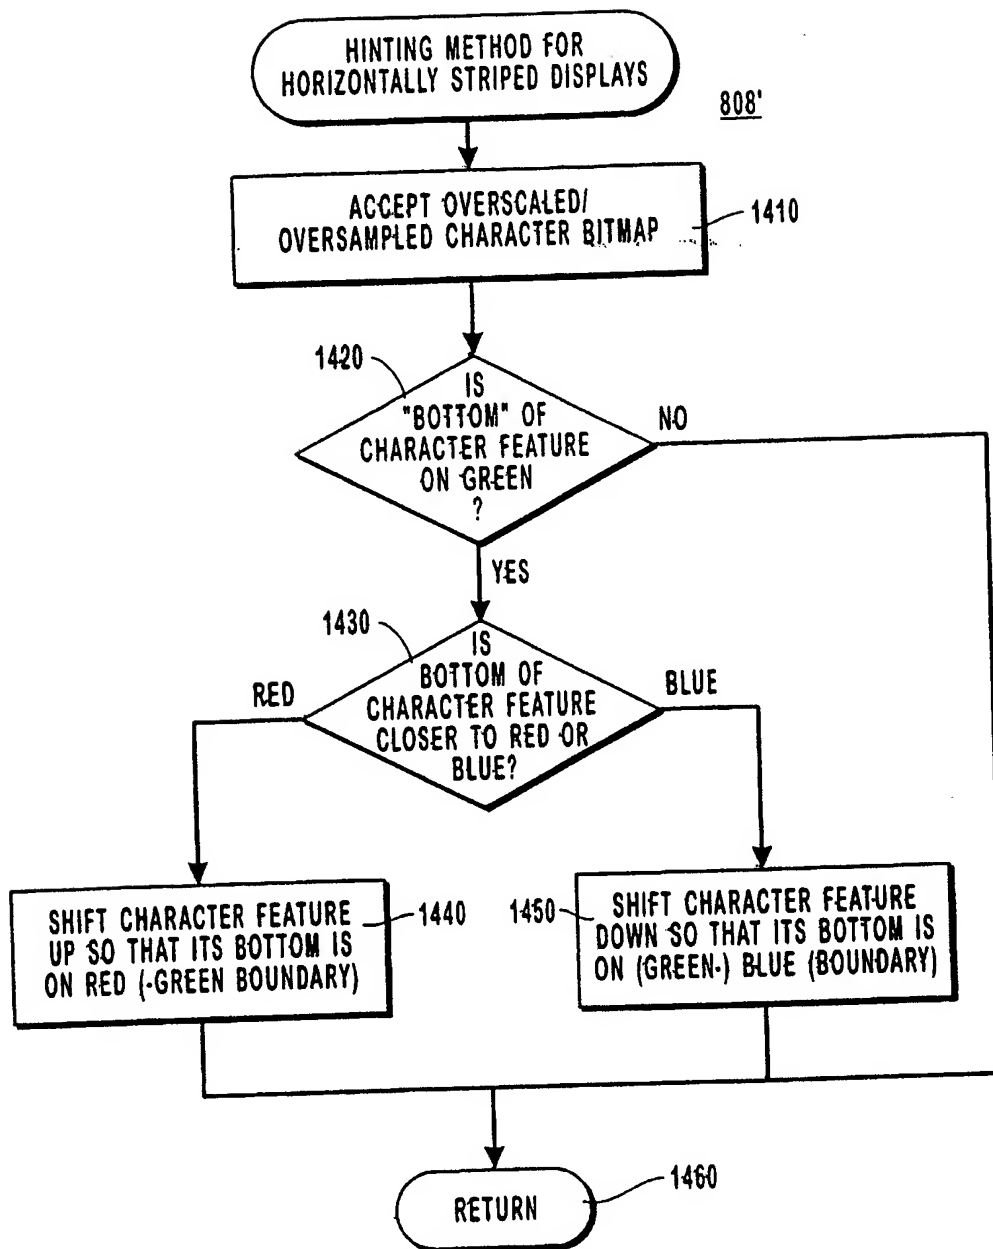 HINTING METHOD FOR
HORIZONTALLY STRIPED DISPLAYS
808'
ACCEPT OVERSCALED/
OVERSAMPLED CHARACTER BITMAP
1410
1420
IS
"BOTTOM" OF
CHARACTER FEATURE
ON GREEN
?
NO
YES
1430
IS
BOTTOM OF
CHARACTER FEATURE
CLOSER TO RED OR
BLUE?
RED
BLUE
SHIFT CHARACTER FEATURE
UP SO THAT ITS BOTTOM IS
ON RED (-GREEN BOUNDARY)
1440
1450
SHIFT CHARACTER FEATURE
DOWN SO THAT ITS BOTTOM IS
ON (GREEN-) BLUE (BOUNDARY)
RETURN
1460